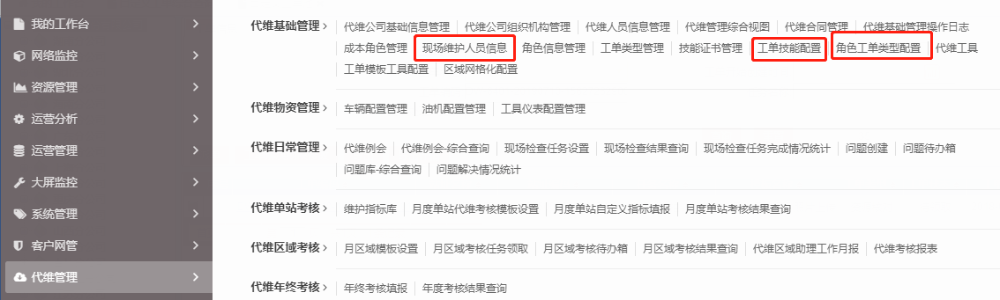 我的工作台
网络监控
资源管理
运营分析
运营管理
大屏监控
系统管理
客户网管
代维管理
代维基础管理 代维公司基础信息管理 代维公司组织机构管理 代维人员信息管理 代维管理综合视图 代维合同管理 代维基础管理操作日志
成本角色管理 现场维护人员信息 角色信息管理 工单类型管理 技能证书管理 工单技能配置 角色工单类型配置 代维工具
工单模板工具配置 区域网格化配置
代维物资管理 车辆配置管理 油机配置管理 工具仪表配置管理
代维日常管理 代维例会 代维例会-综合查询 现场检查任务设置 现场检查结果查询 现场检查任务完成情况统计 问题创建 问题待办箱
问题库-综合查询 问题解决情况统计
代维单站考核 维护指标库 月度单站代维考核模板设置 月度单站自定义指标填报 月度单站考核结果查询
代维区域考核 月区域模板设置 月区域考核任务领取 月区域考核待办箱 月区域考核结果查询 代维区域助理工作月报 代维考核报表
代维年终考核 年终考核填报 年度考核结果查询